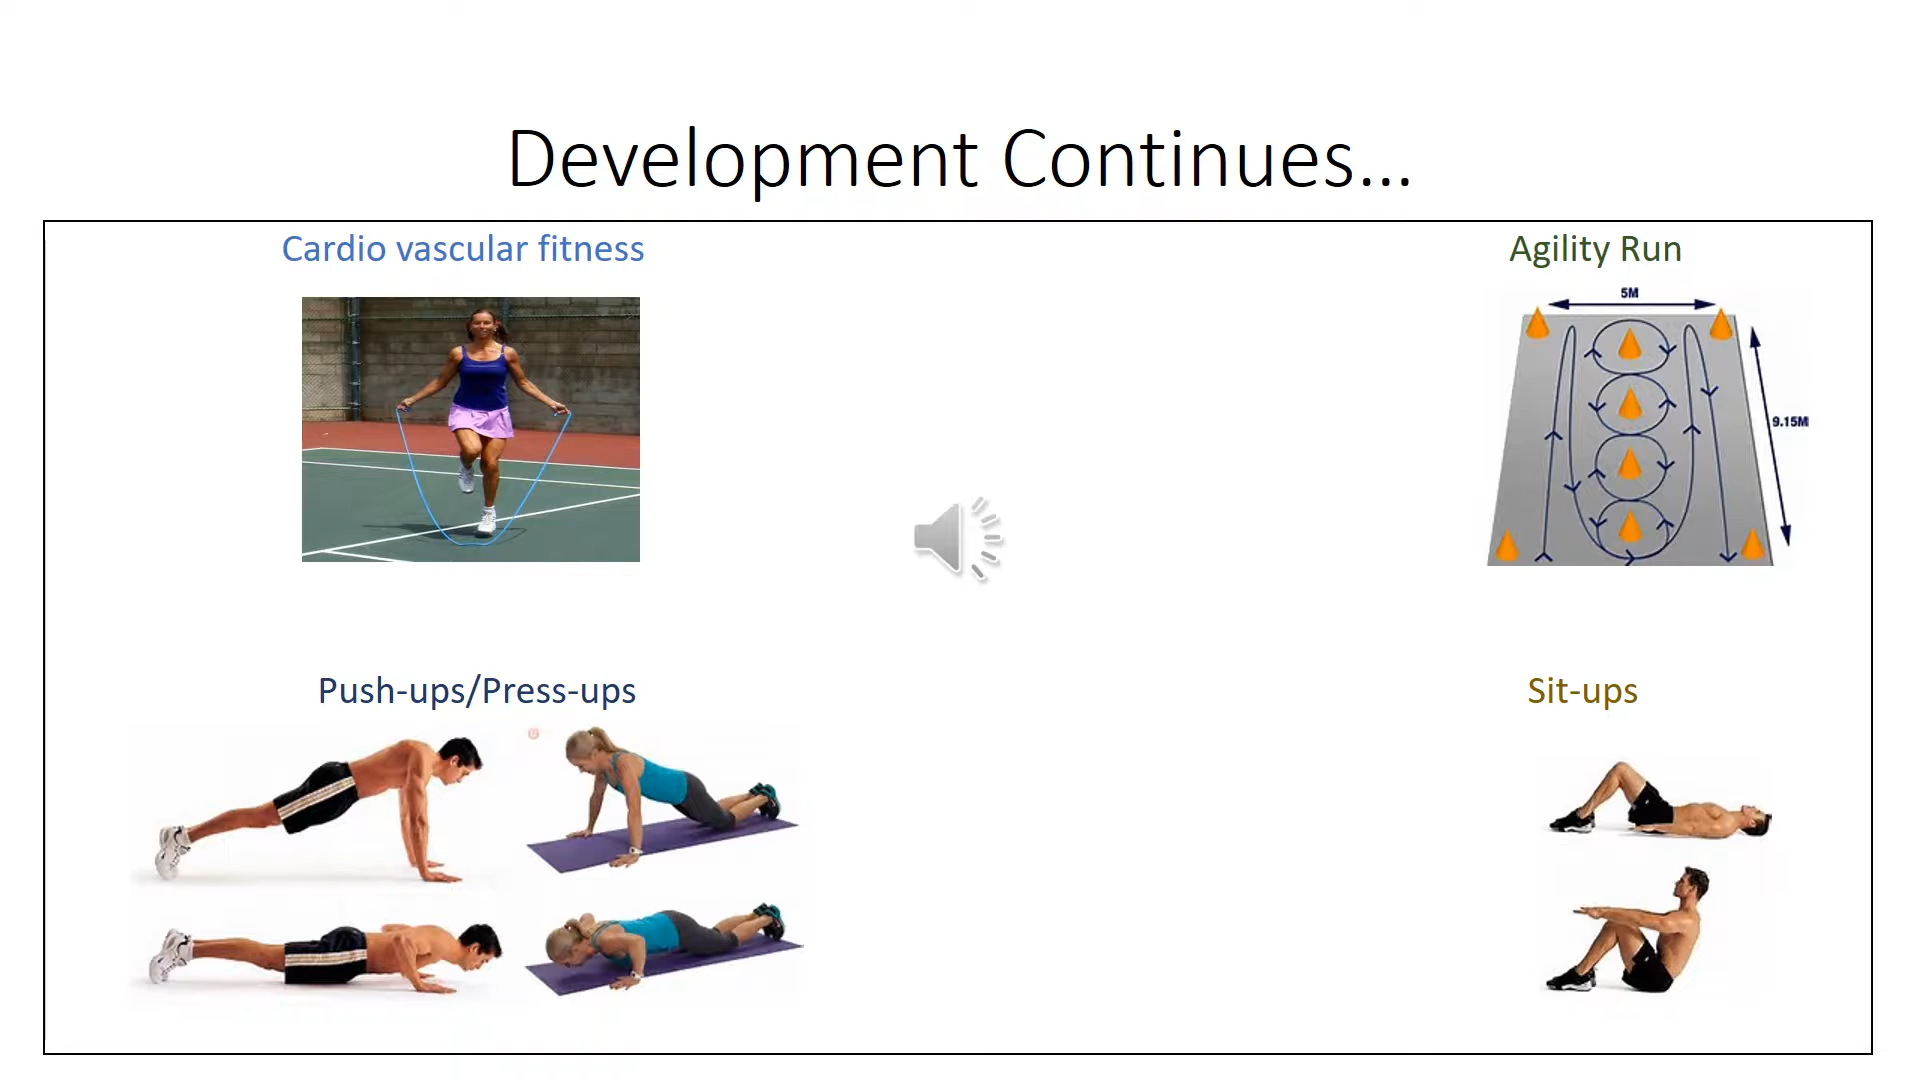 Development Continues...
Cardio vascular fitness
Agility Run
5M
9.15M
Push-ups/Press-ups
Sit-ups